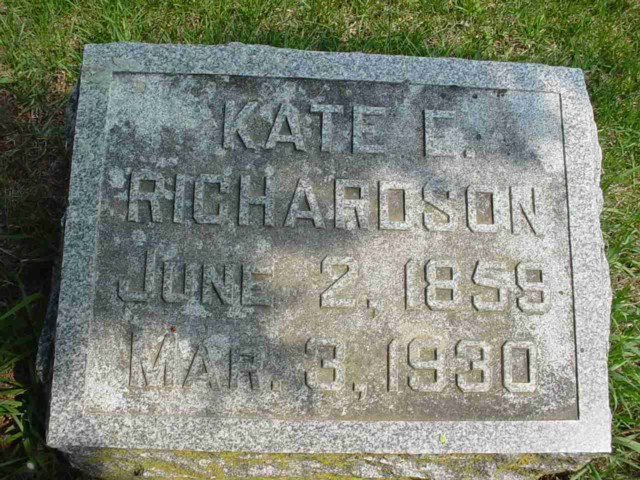 KATE E.
RICHARDSON
JUNE 2, 1859
MAR. 3, 1930